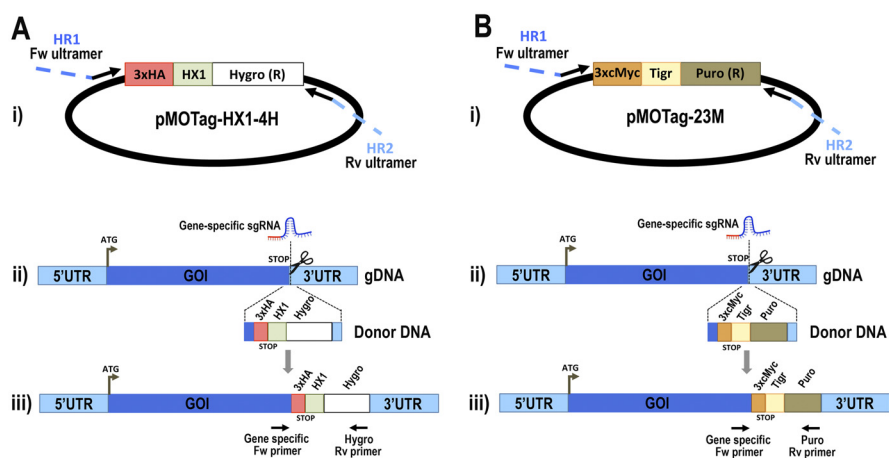 A
HR1
Fw ultramer
3xHA HX1 Hygro (R)
i)
pMOTag-HX1-4H
HR2
Rv ultramer
Gene-specific sgRNA
ATG
STOP
ii)
5'UTR GOI 3'UTR gDNA
3xHA HX1 Hygro
Donor DNA
STOP
ATG
3xHA HX1 Hygro
iii)
5'UTR GOI 3'UTR
STOP
Gene specific
Fw primer
Hygro
Rv primer
B
HR1
Fw ultramer
3xcMyc Tigr Puro (R)
i)
pMOTag-23M
HR2
Rv ultramer
Gene-specific sgRNA
ATG
STOP
ii)
5'UTR GOI 3'UTR gDNA
3xcMyc Tigr Puro
Donor DNA
STOP
ATG
3xcMyc Tigr Puro
iii)
5'UTR GOI 3'UTR
STOP
Gene specific
Fw primer
Puro
Rv primer